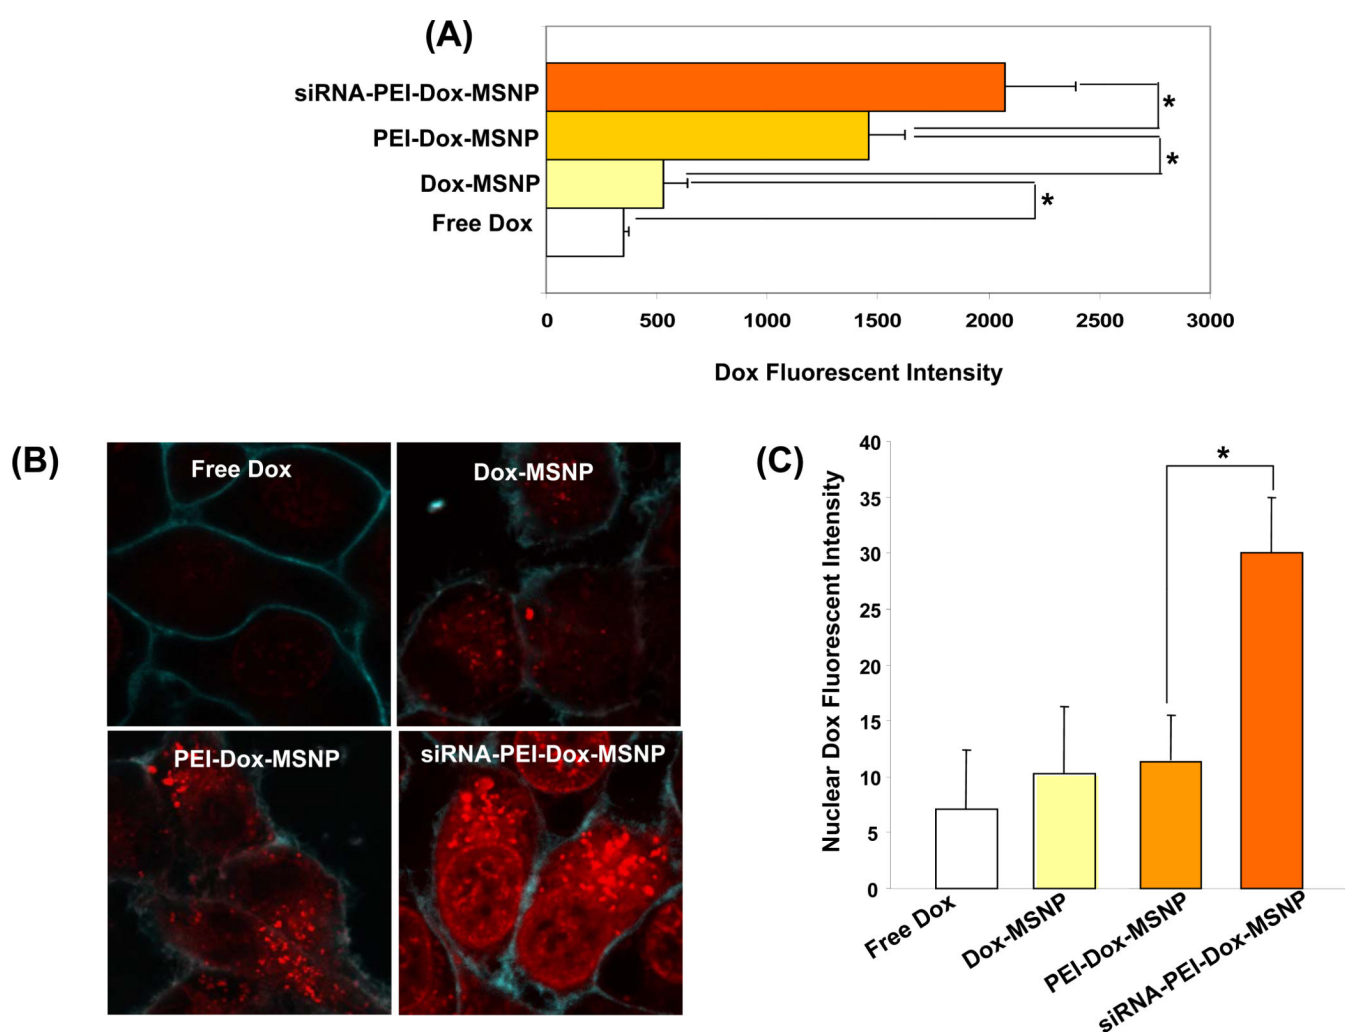 (A)
siRNA-PEI-Dox-MSNP
PEI-Dox-MSNP
Dox-MSNP
Free Dox
*
*
*
0 500 1000 1500 2000 2500 3000
Dox Fluorescent Intensity
(B)
Free Dox
Dox-MSNP
PEI-Dox-MSNP
siRNA-PEI-Dox-MSNP
(C)
Nuclear Dox Fluorescent Intensity
40
35
30
25
20
15
10
5
0
*
Free Dox
Dox-MSNP
PEI-Dox-MSNP
siRNA-PEI-Dox-MSNP